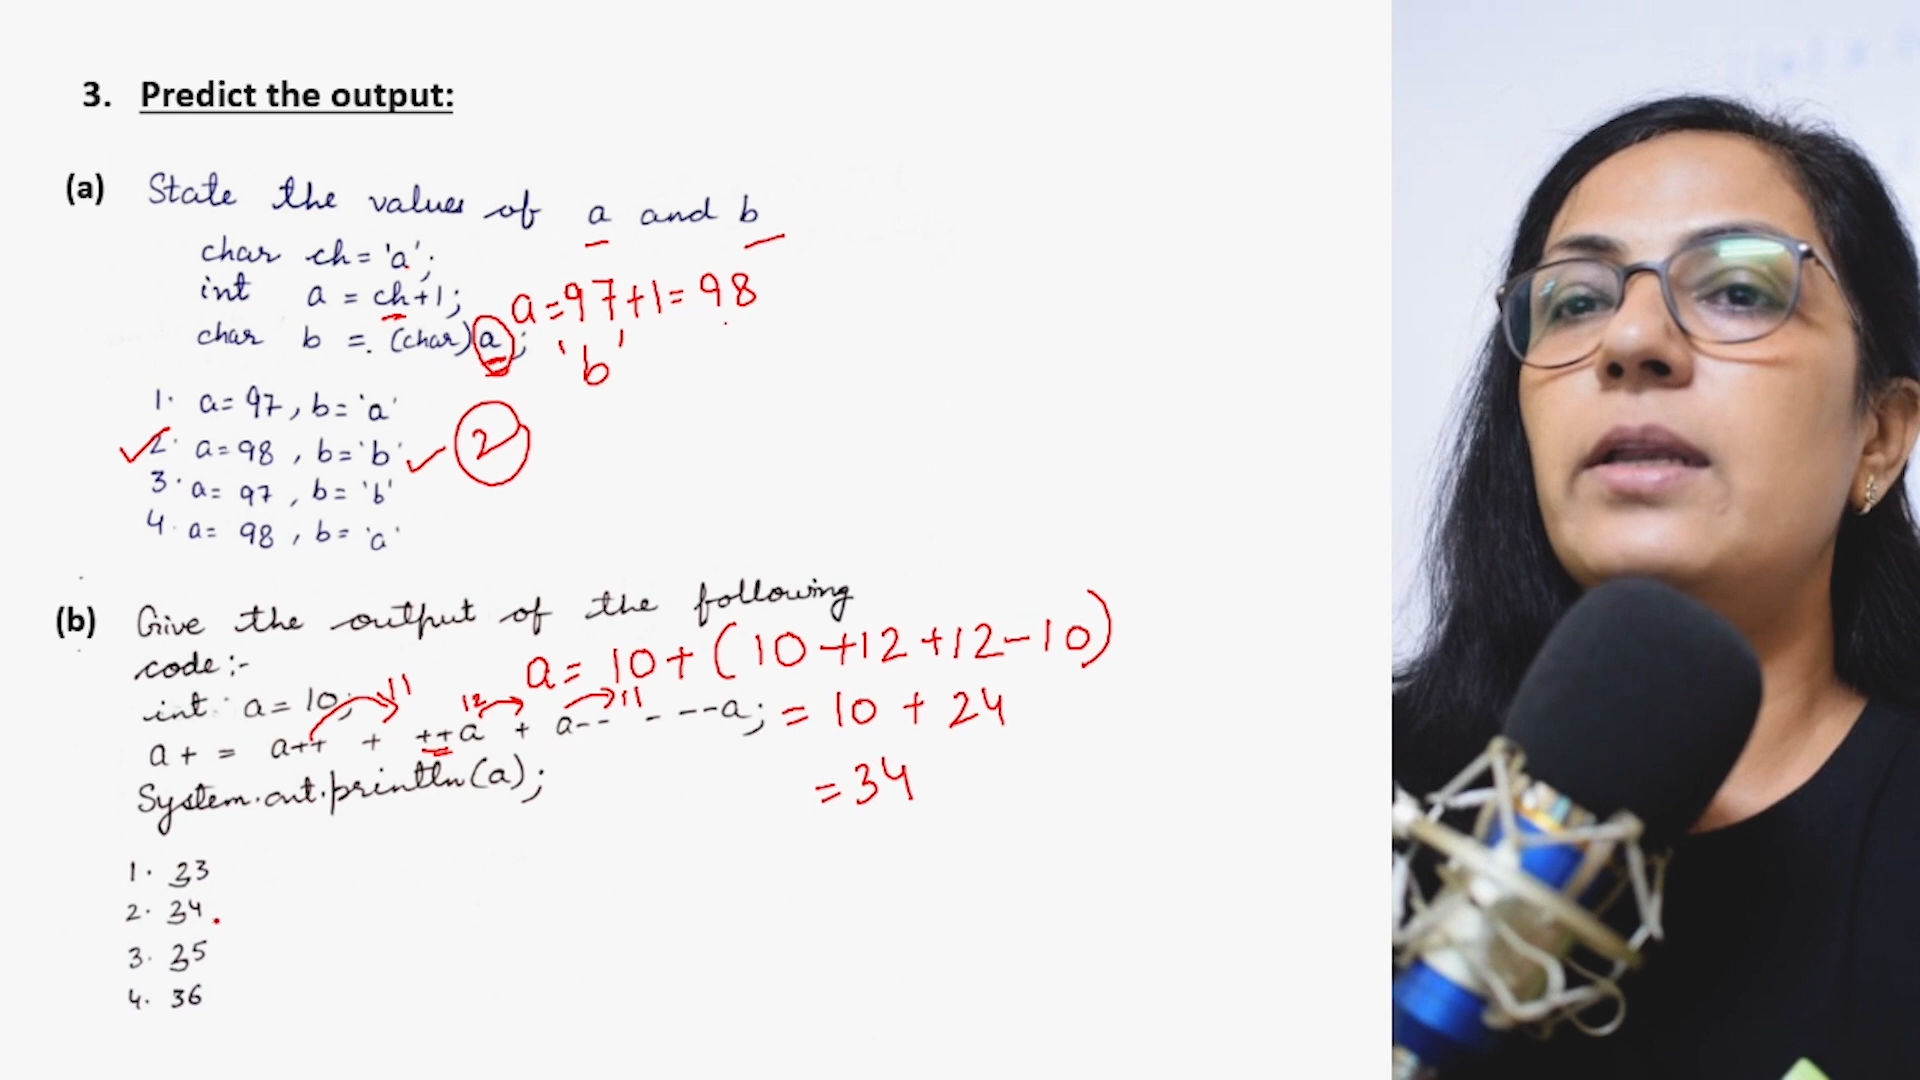 3. Predict the output:
(a) State the values of a and b
char ch = 'a';
int a = ch+1; a = 97+1 = 98
char b = (char)a; 'b'
1. a= 97, b= 'a'
2. a= 98, b= 'b' 2
3. a= 97, b= 'b'
4. a= 98, b= 'a'
(b) Give the output of the following
code:- a = 10+(10+12+12-10)
int a = 10; 11 12 11
a + = a++ + ++a + a-- - --a; = 10 + 24
System.out.println(a); = 34
1. 33
2. 34
3. 35
4. 36